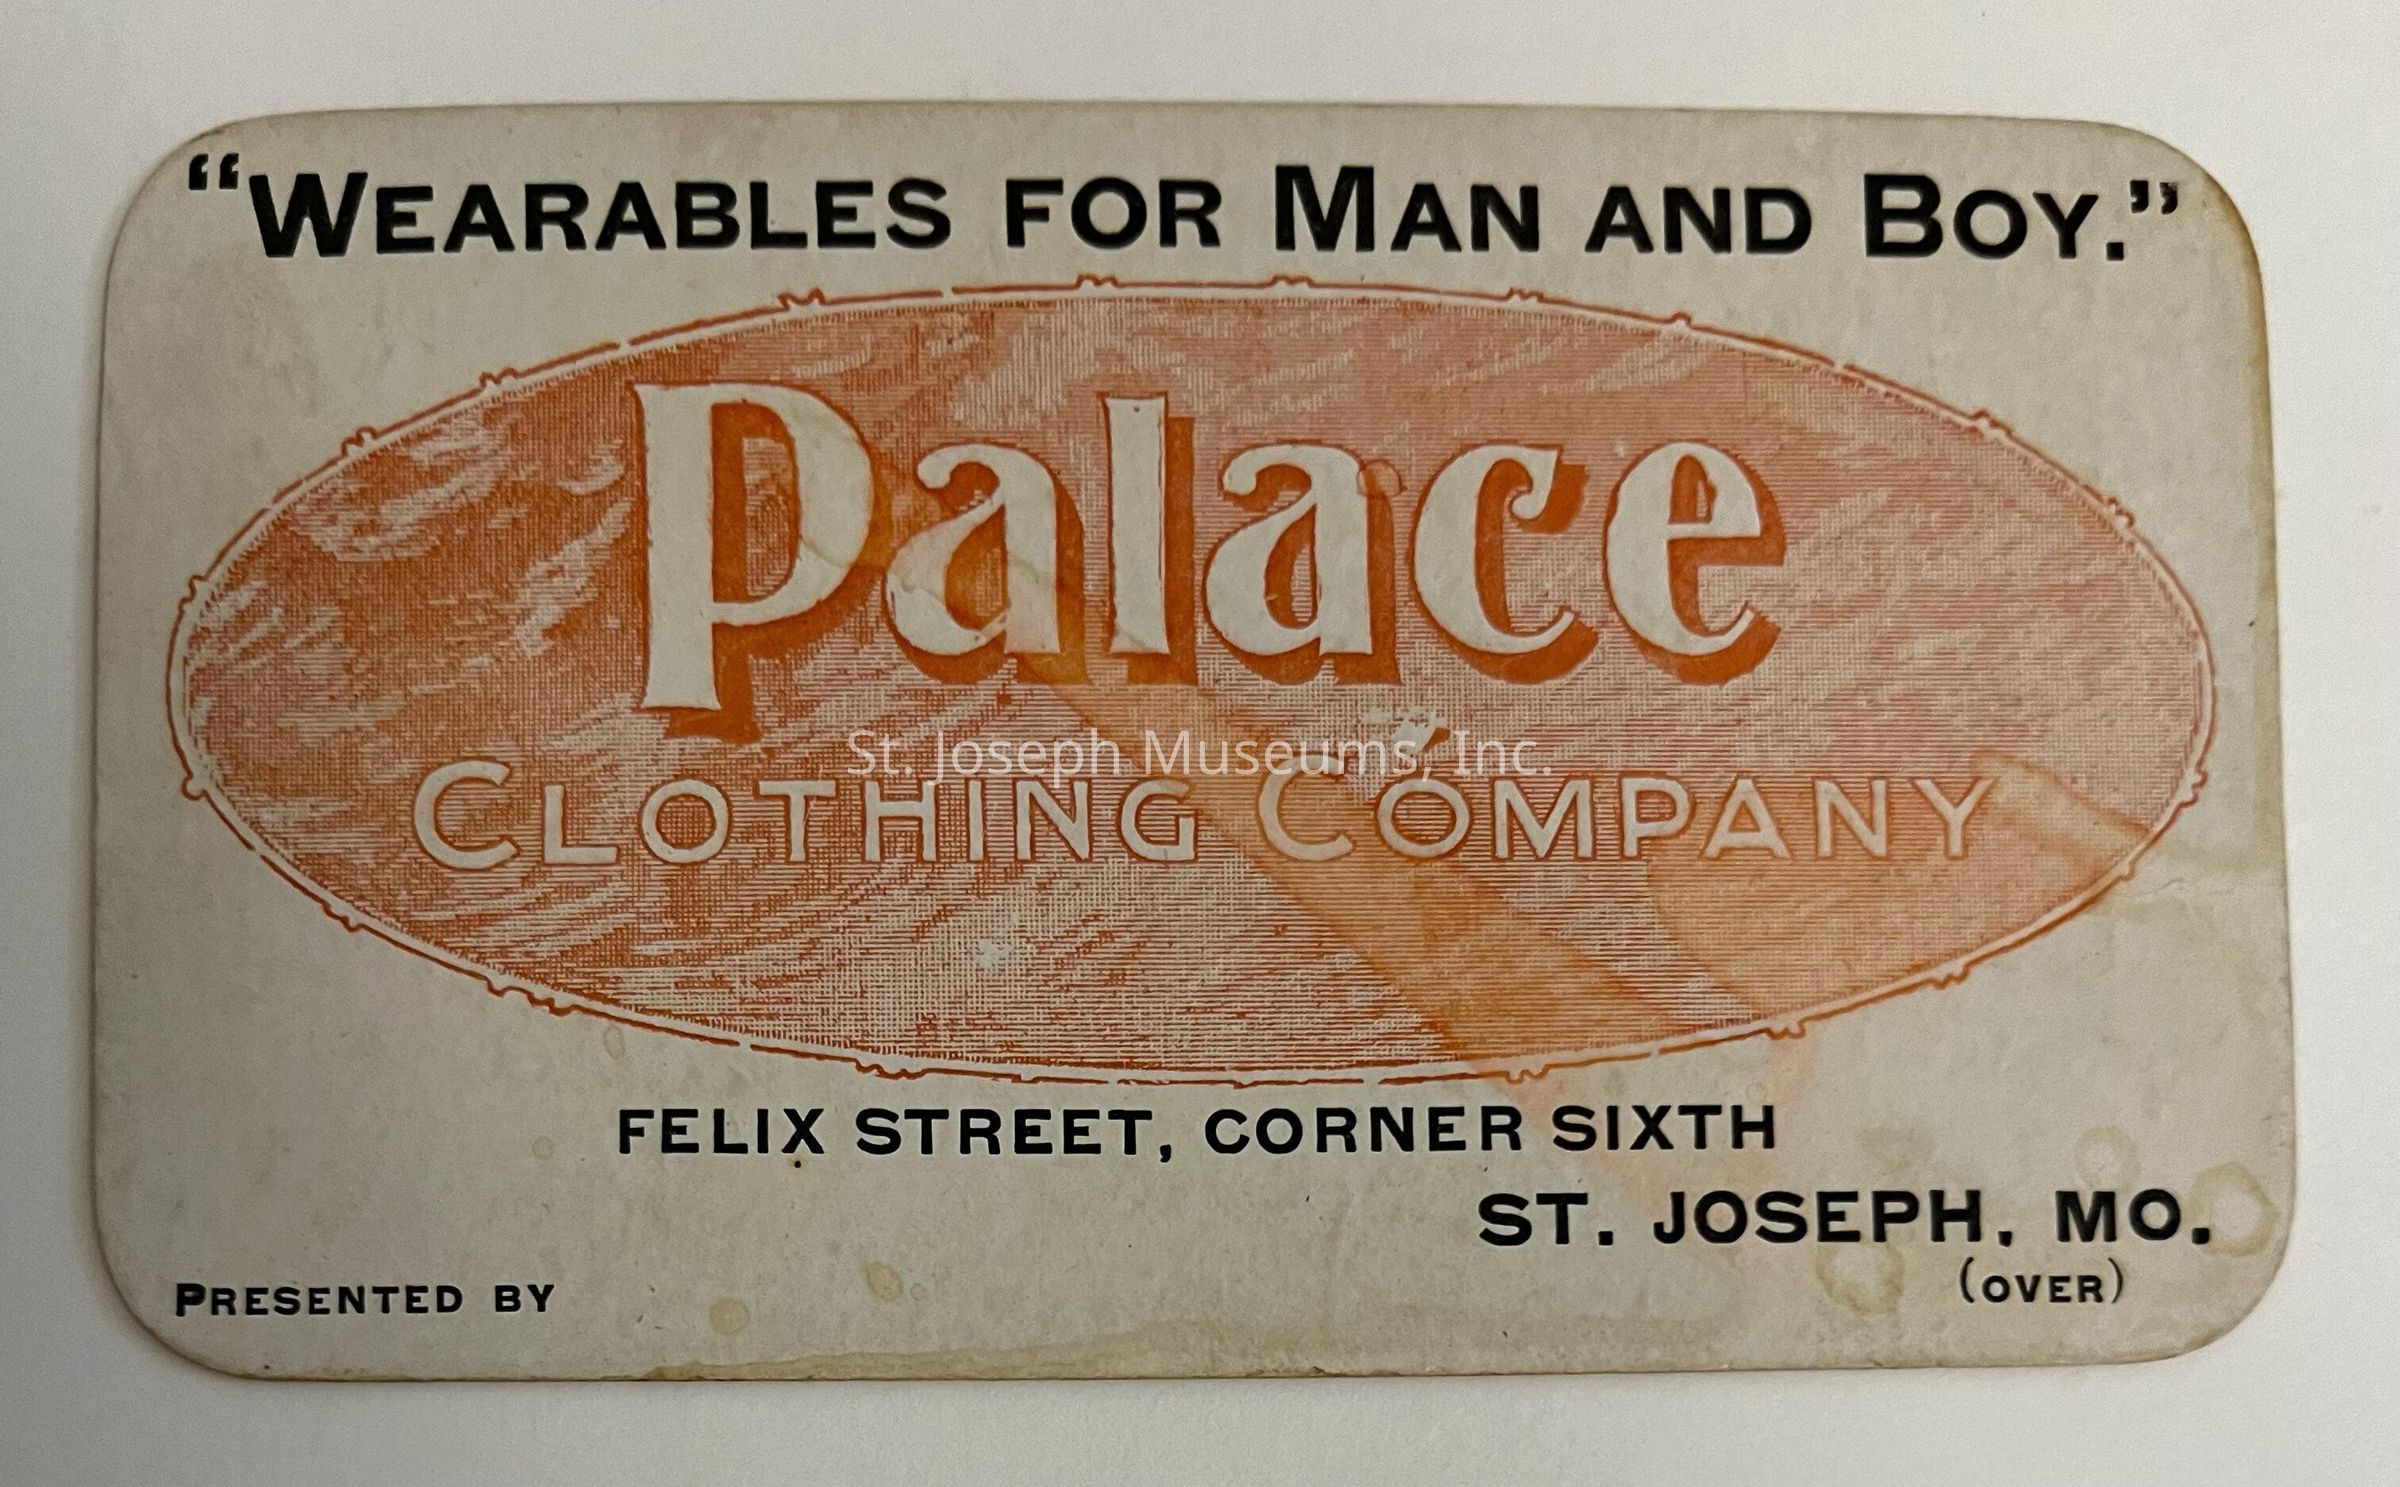 “WEARABLES FOR MAN AND BOY.”
Palace
St. Joseph Museums, Inc.
CLOTHING COMPANY
FELIX STREET, CORNER SIXTH
ST. JOSEPH, MO.
(OVER)
PRESENTED BY